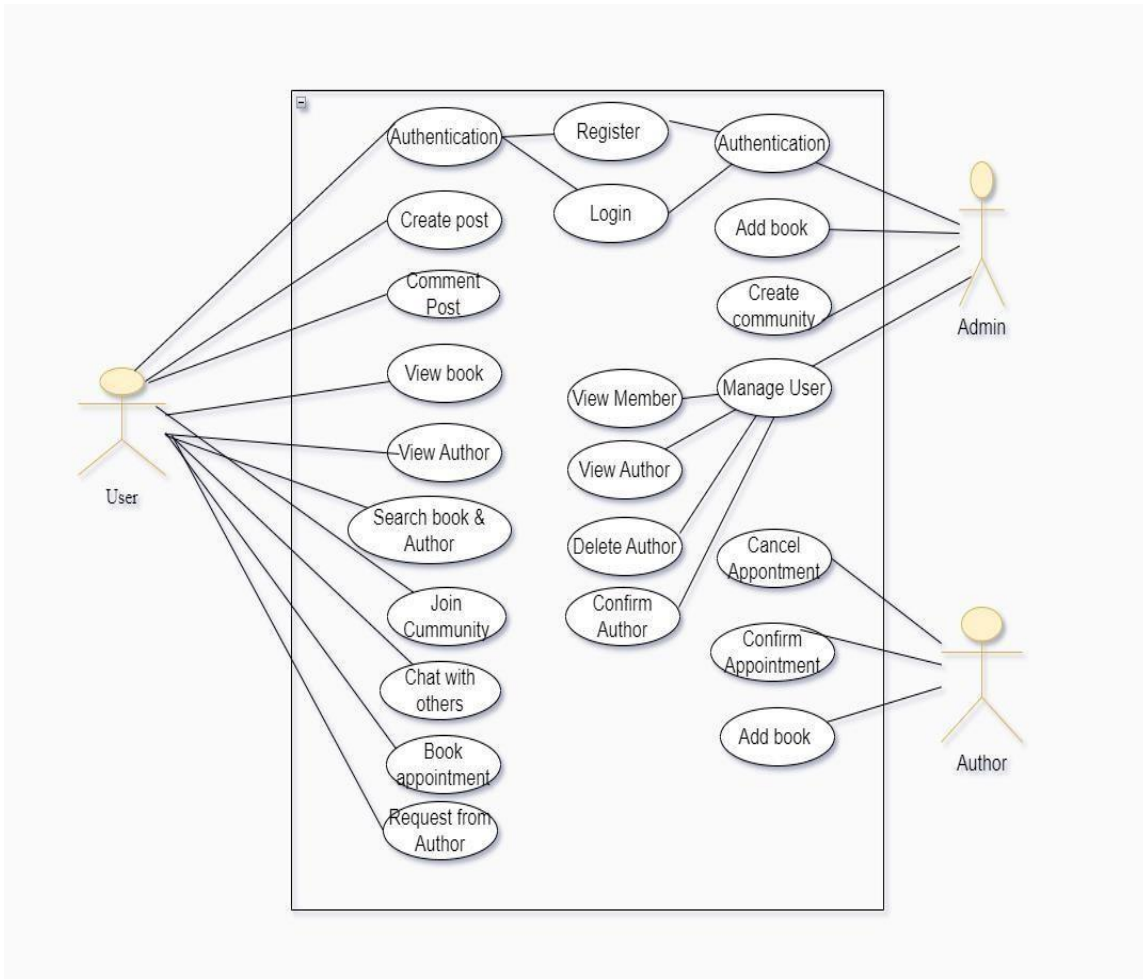 Authentication
Register
Authentication
Login
Create post
Add book
Comment
Post
Create
community
Admin
View book
View Member
Manage User
View Author
View Author
User
Search book &
Author
Delete Author
Cancel
Appontment
Join
Cummunity
Confirm
Author
Confirm
Appointment
Chat with
others
Add book
Author
Book
appointment
Request from
Author